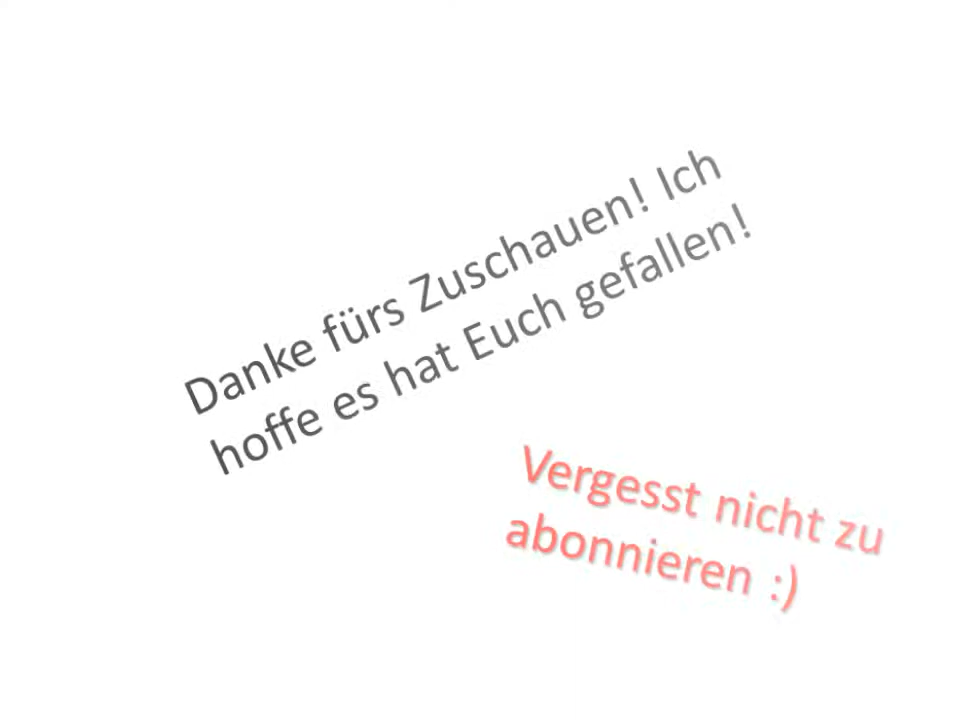 Danke fürs Zuschauen! Ich
hoffe es hat Euch gefallen!
Vergesst nicht zu
abonnieren :)